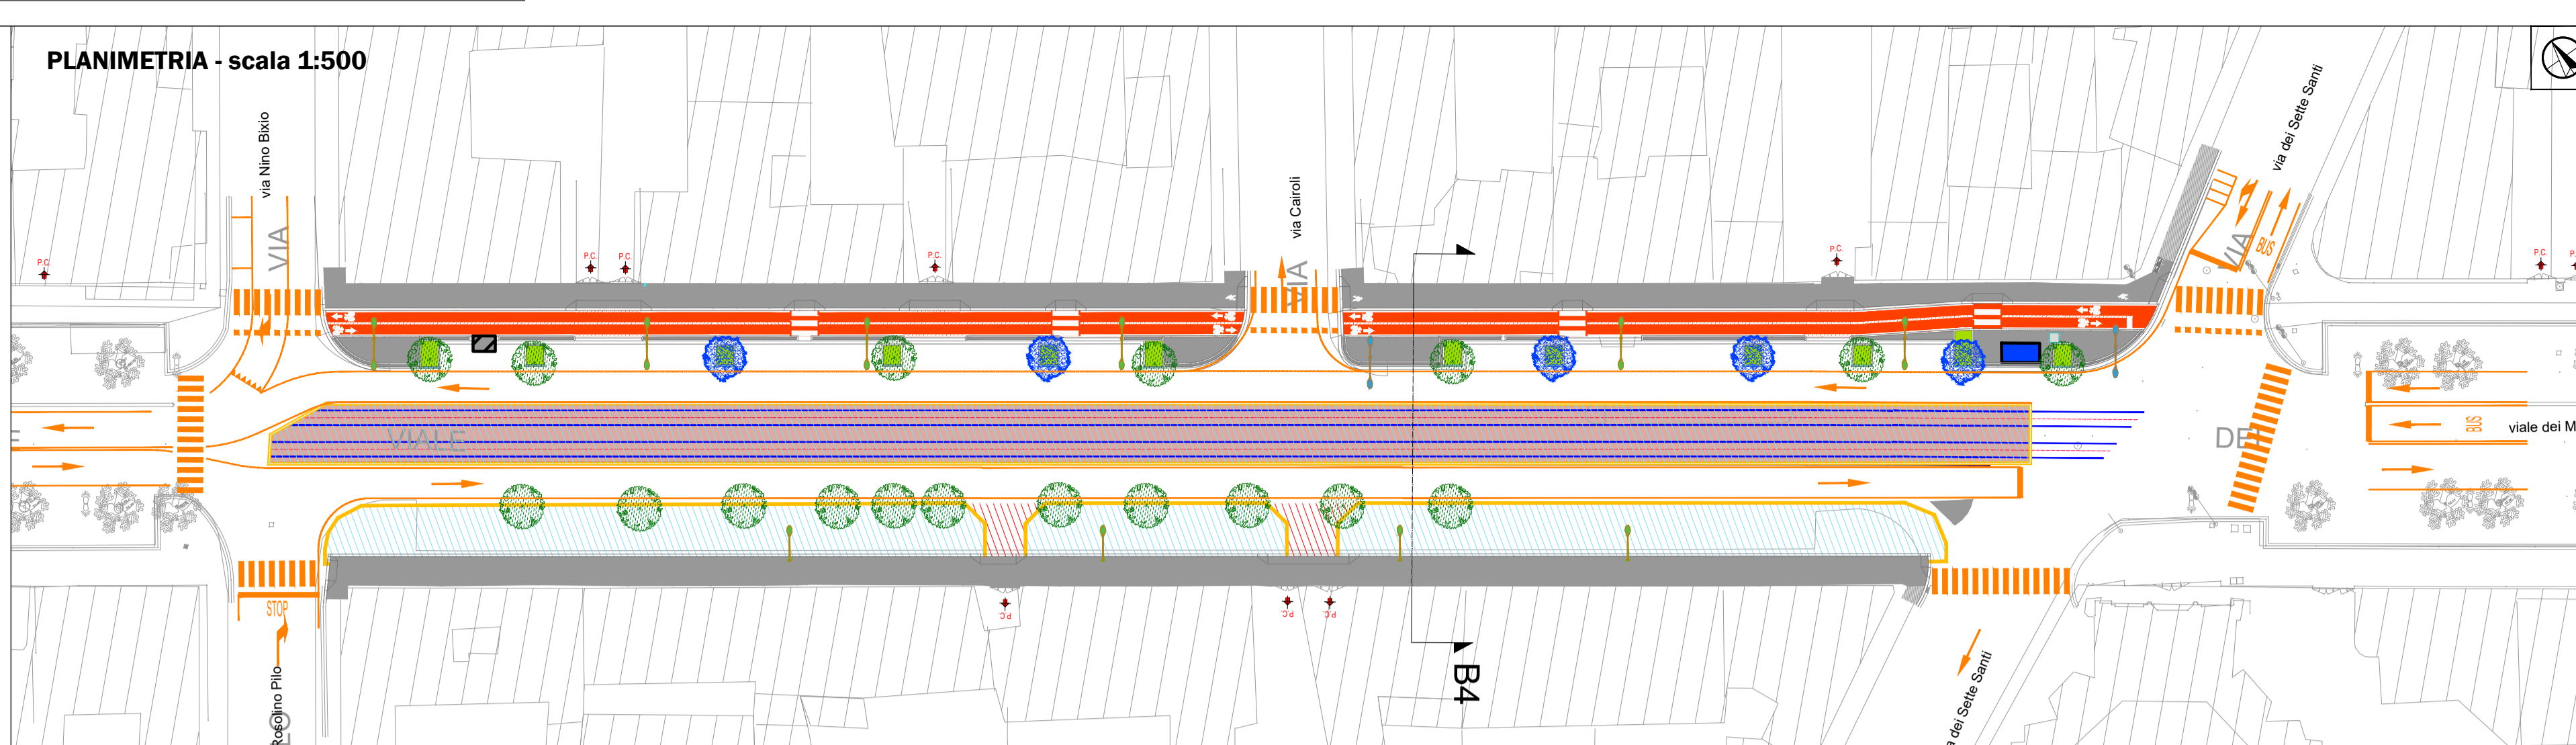 PLANIMETRIA - scala 1:500
via Nino Bixio
VIA
via Cairoli
VIA
via dei Sette Santi
VIA
BUS
P.C.
P.C.
P.C.
P.C.
P.C.
P.C.
VIALE
DEI
BUS
viale dei M
STOP
Rosolino Pilo
LO
P.C.
P.C.
P.C.
B4
a dei Sette Santi